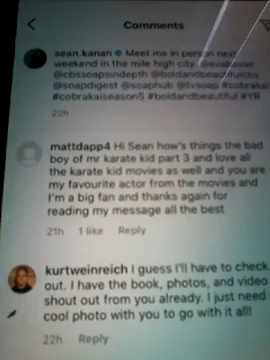 Comments
sean.kanan Meet me in person next
weekend in the mile high city. @evalasler
@cbssoapsindepth @boldandbeautifulcbs
@soapdigest @soaphub @tvsoap #cobrakai
#cobrakaiseason5 #boldandbeautiful #YR
22h
mattdapp4 Hi Sean how's things the bad
boy of mr karate kid part 3 and love all
the karate kid movies as well and you are
my favourite actor from the movies and
I'm a big fan and thanks again for
reading my message all the best
21h 1 like Reply
kurtweinreich I guess I'll have to check
out. I have the book, photos, and video
shout out from you already. I just need
cool photo with you to go with it all!
22h Reply